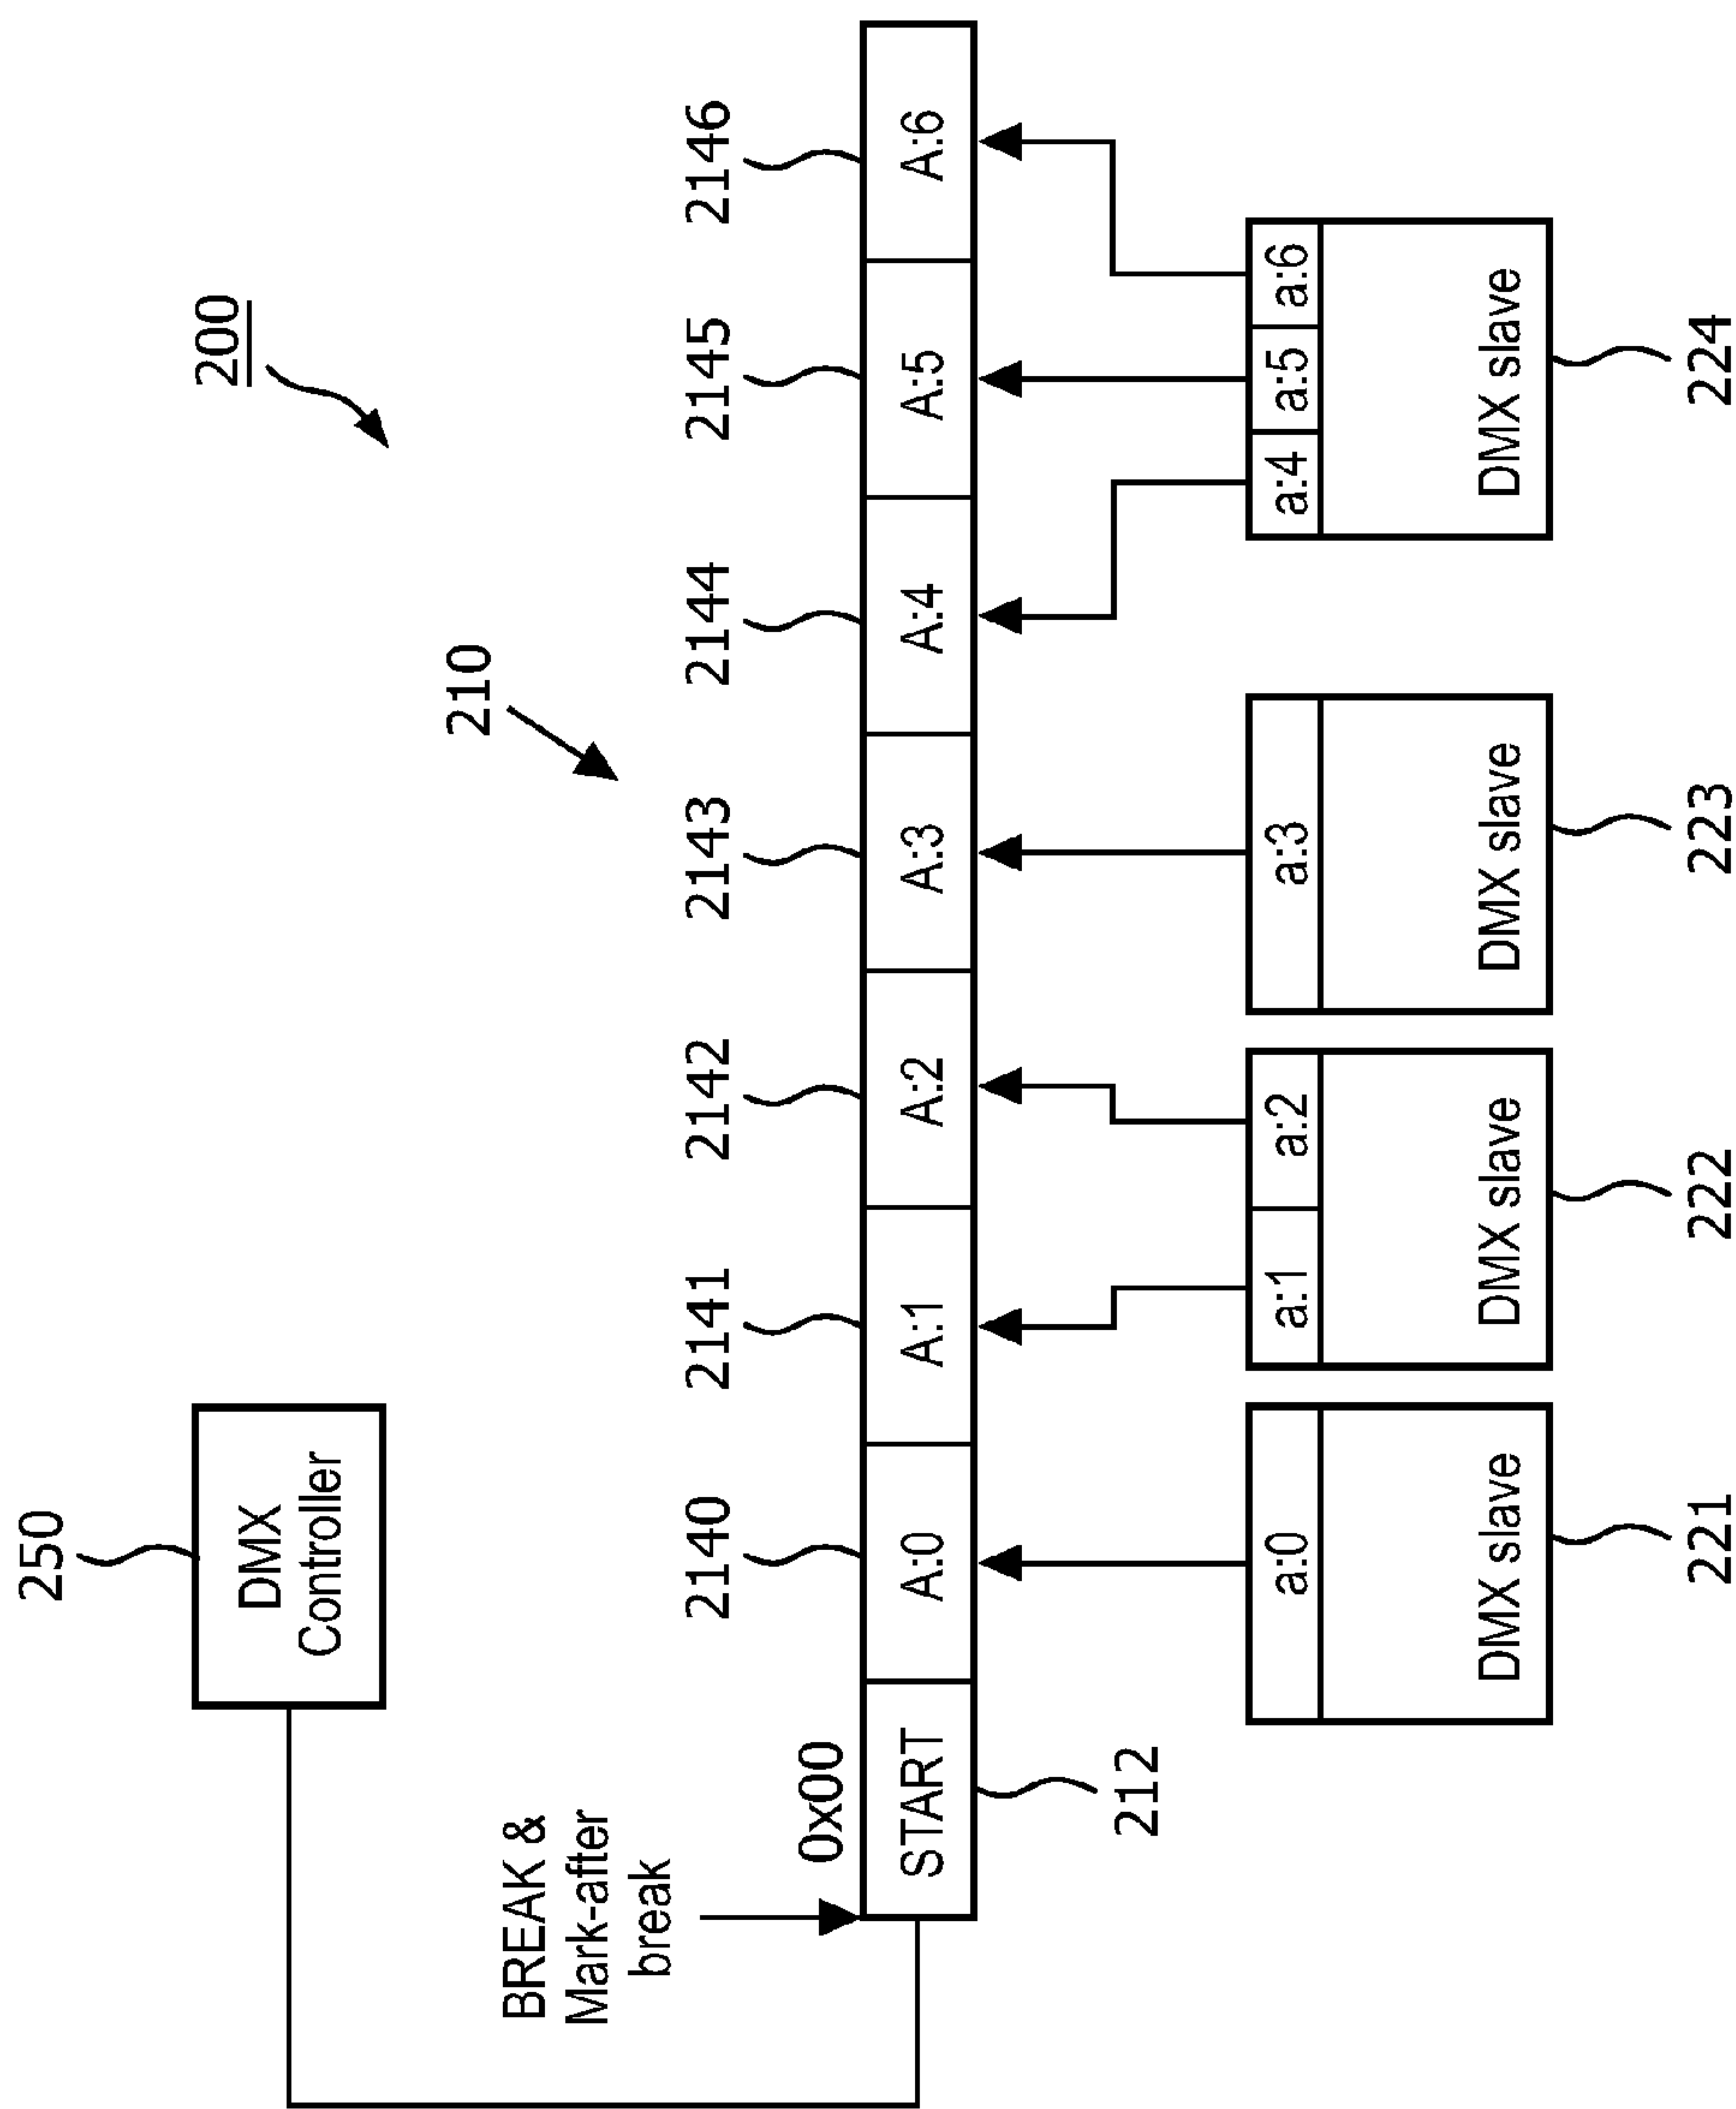 200
250
DMX
Controller
210
BREAK &
Mark-after
break
0x00
2140
2141
2142
2143
2144
2145
2146
START
A:0
A:1
A:2
A:3
A:4
A:5
A:6
212
a:0
a:1
a:2
a:3
a:4
a:5
a:6
DMX slave
DMX slave
DMX slave
DMX slave
221
222
223
224